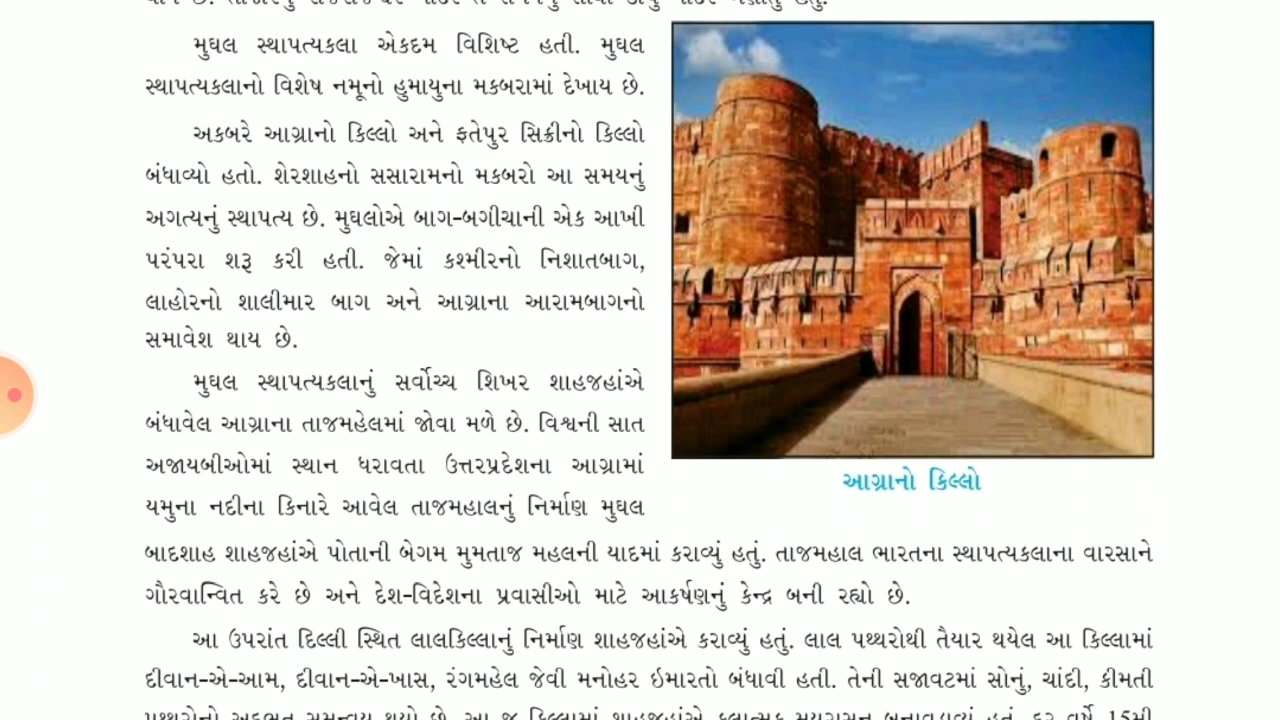 મુઘલ સ્થાપત્યકલા એકદમ વિશિષ્ટ હતી. મુઘલ
સ્થાપત્યકલાનો વિશેષ નમૂનો હુમાયુના મકબરામાં દેખાય છે.
અકબરે આગ્રાનો કિલ્લો અને ફતેપુર સિક્રીનો કિલ્લો
બંધાવ્યો હતો. શેરશાહનો સસારામનો મકબરો આ સમયનું
અગત્યનું સ્થાપત્ય છે. મુઘલોએ બાગ-બગીચાની એક આખી
પરંપરા શરૂ કરી હતી. જેમાં કશ્મીરનો નિશાતબાગ,
લાહોરનો શાલીમાર બાગ અને આગ્રાના આરામબાગનો
સમાવેશ થાય છે.
મુઘલ સ્થાપત્યકલાનું સર્વોચ્ચ શિખર શાહજહાંએ
બંધાવેલ આગ્રાના તાજમહેલમાં જોવા મળે છે. વિશ્વની સાત
અજાયબીઓમાં સ્થાન ધરાવતા ઉત્તરપ્રદેશના આગ્રામાં
યમુના નદીના કિનારે આવેલ તાજમહાલનું નિર્માણ મુઘલ
આગ્રાનો કિલ્લો
બાદશાહ શાહજહાંએ પોતાની બેગમ મુમતાજ મહલની યાદમાં કરાવ્યું હતું. તાજમહાલ ભારતના સ્થાપત્યકલાના વારસાને
ગૌરવાન્વિત કરે છે અને દેશ-વિદેશના પ્રવાસીઓ માટે આકર્ષણનું કેન્દ્ર બની રહ્યો છે.
આ ઉપરાંત દિલ્લી સ્થિત લાલકિલ્લાનું નિર્માણ શાહજહાંએ કરાવ્યું હતું. લાલ પથ્થરોથી તૈયાર થયેલ આ કિલ્લામાં
દીવાન-એ-આમ, દીવાન-એ-ખાસ, રંગમહેલ જેવી મનોહર ઇમારતો બંધાવી હતી. તેની સજાવટમાં સોનું, ચાંદી, કીમતી